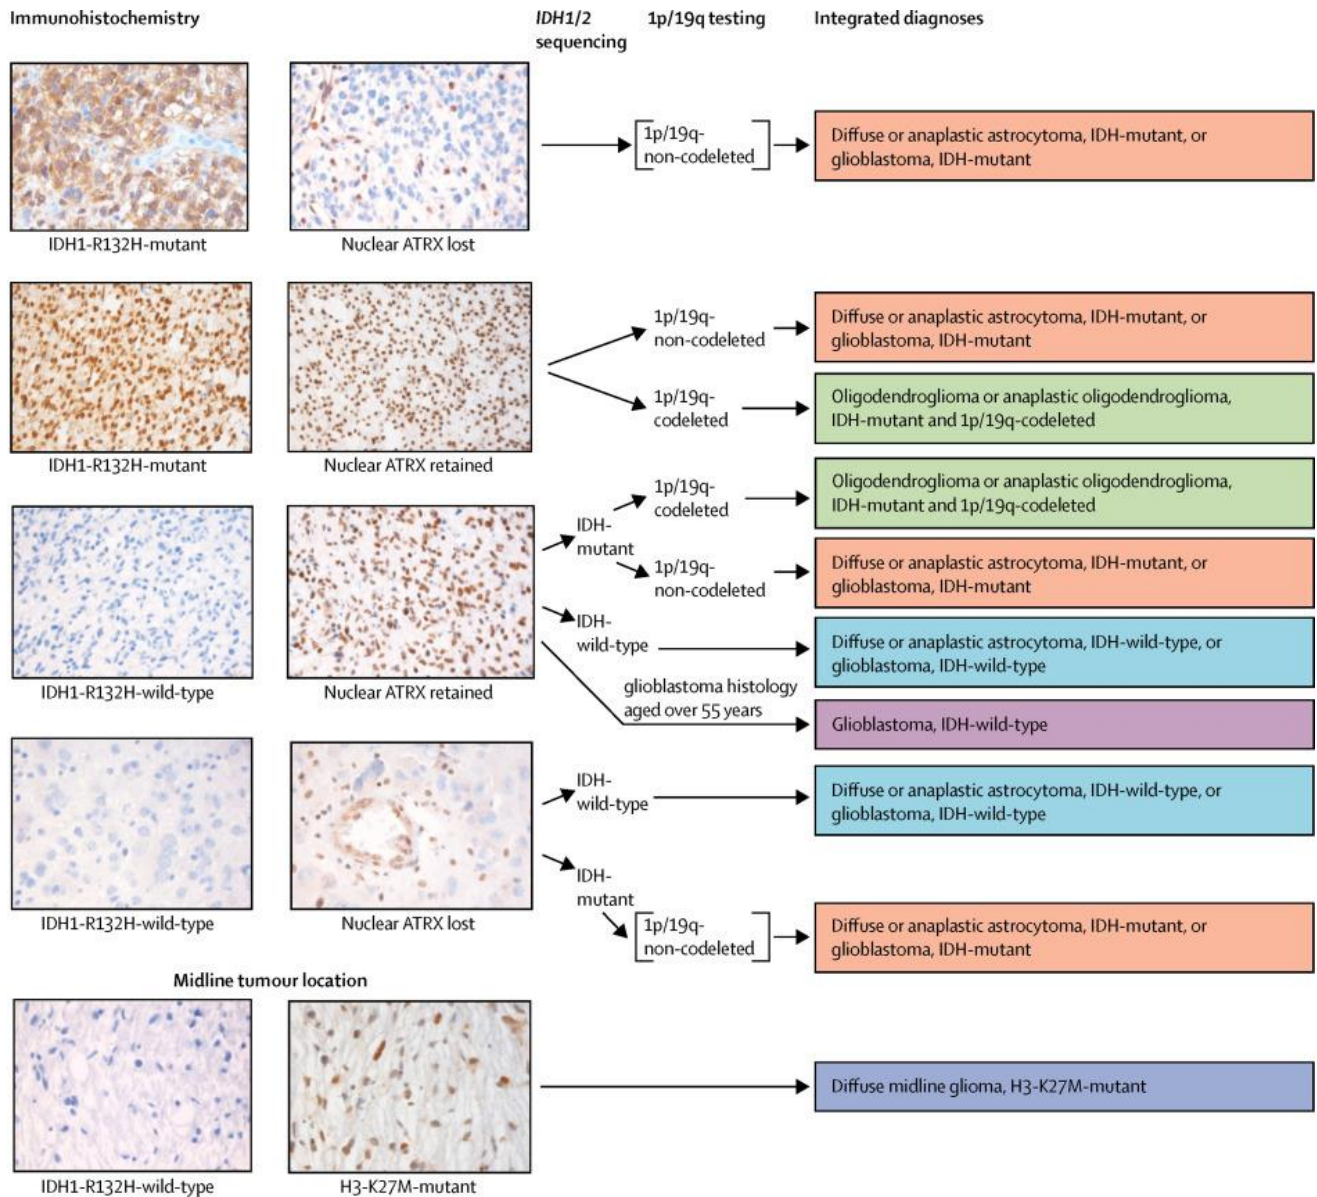 Immunohistochemistry
IDH1/2
sequencing
1p/19q testing
Integrated diagnoses
IDH1-R132H-mutant
Nuclear ATRX lost
1p/19q-
non-codeleted
Diffuse or anaplastic astrocytoma, IDH-mutant, or
glioblastoma, IDH-mutant
IDH1-R132H-mutant
Nuclear ATRX retained
1p/19q-
non-codeleted
Diffuse or anaplastic astrocytoma, IDH-mutant, or
glioblastoma, IDH-mutant
1p/19q-
codeleted
Oligodendroglioma or anaplastic oligodendroglioma,
IDH-mutant and 1p/19q-codeleted
IDH1-R132H-wild-type
Nuclear ATRX retained
IDH-
mutant
1p/19q-
codeleted
Oligodendroglioma or anaplastic oligodendroglioma,
IDH-mutant and 1p/19q-codeleted
1p/19q-
non-codeleted
Diffuse or anaplastic astrocytoma, IDH-mutant, or
glioblastoma, IDH-mutant
IDH-
wild-type
Diffuse or anaplastic astrocytoma, IDH-wild-type, or
glioblastoma, IDH-wild-type
glioblastoma histology
aged over 55 years
Glioblastoma, IDH-wild-type
IDH1-R132H-wild-type
Nuclear ATRX lost
IDH-
wild-type
Diffuse or anaplastic astrocytoma, IDH-wild-type, or
glioblastoma, IDH-wild-type
IDH-
mutant
1p/19q-
non-codeleted
Diffuse or anaplastic astrocytoma, IDH-mutant, or
glioblastoma, IDH-mutant
Midline tumour location
IDH1-R132H-wild-type
H3-K27M-mutant
Diffuse midline glioma, H3-K27M-mutant